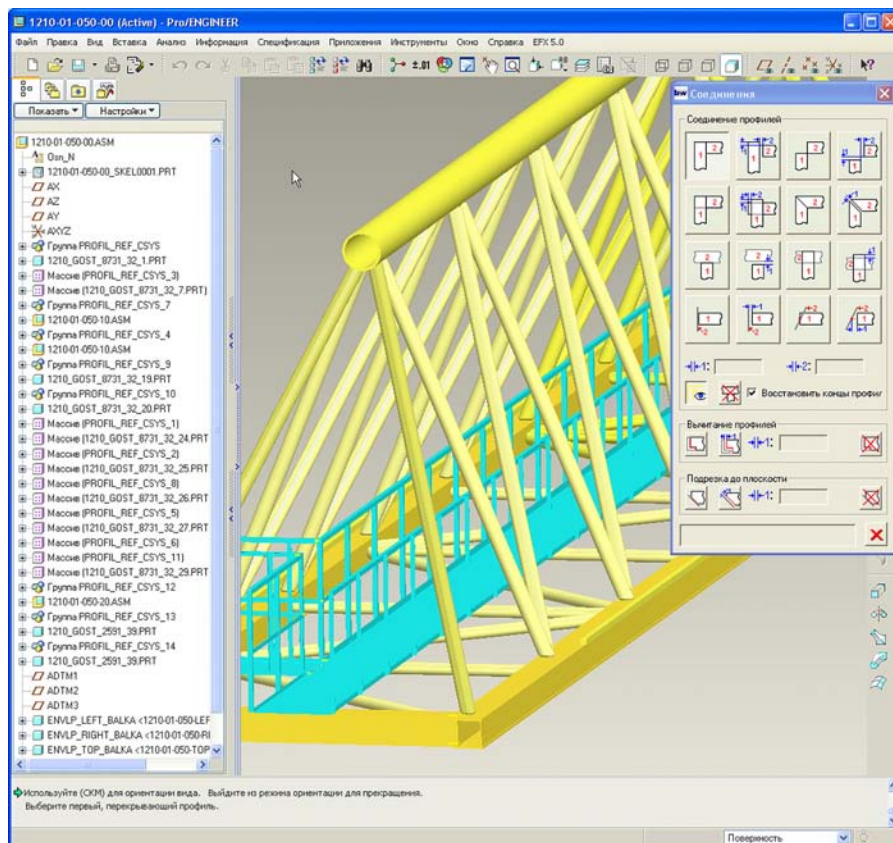 1210-01-050-00 (Active) - Pro/ENGINEER
Файл Правка Вид Вставка Анализ Информация Спецификация Приложения Инструменты Окно Справка EFX 5.0
Показать Настройки
1210-01-050-00.ASM
Osn_N
1210-01-050-00_SKEL0001.PRT
AX
AZ
AY
AXYZ
Группа PROFIL_REF_CSYS
1210_GOST_8731_32_1.PRT
Массив (PROFIL_REF_CSYS_3)
Массив (1210_GOST_8731_32_7.PRT)
Группа PROFIL_REF_CSYS_7
1210-01-050-10.ASM
Группа PROFIL_REF_CSYS_4
1210-01-050-10.ASM
Группа PROFIL_REF_CSYS_9
1210_GOST_8731_32_19.PRT
Группа PROFIL_REF_CSYS_10
1210_GOST_8731_32_20.PRT
Массив (PROFIL_REF_CSYS_1)
Массив (1210_GOST_8731_32_24.PRT
Массив (PROFIL_REF_CSYS_2)
Массив (1210_GOST_8731_32_25.PRT
Массив (PROFIL_REF_CSYS_8)
Массив (1210_GOST_8731_32_26.PRT
Массив (PROFIL_REF_CSYS_5)
Массив (1210_GOST_8731_32_27.PRT
Массив (PROFIL_REF_CSYS_6)
Массив (PROFIL_REF_CSYS_11)
Массив (1210_GOST_8731_32_29.PRT
Группа PROFIL_REF_CSYS_12
1210-01-050-20.ASM
Группа PROFIL_REF_CSYS_13
1210_GOST_2591_39.PRT
Группа PROFIL_REF_CSYS_14
1210_GOST_2591_39.PRT
ADTM1
ADTM2
ADTM3
ENVLP_LEFT_BALKA <1210-01-050-LEF
ENVLP_RIGHT_BALKA <1210-01-050-RI
ENVLP_TOP_BALKA <1210-01-050-TOP
Соединения
Соединение профилей
1: 2:
Восстановить концы профил
Вычитание профилей
1:
Подрезка до плоскости
1:
Используйте (СКМ) для ориентации вида. Выйдите из режима ориентации для прекращения.
Выберите первый, перекрывающий профиль.
Поверхность